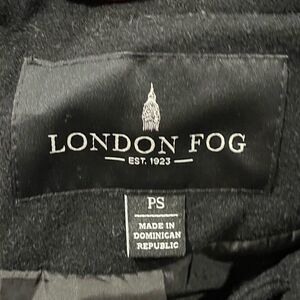 LONDON FOG
EST. 1923
PS
MADE IN
DOMINICAN
REPUBLIC